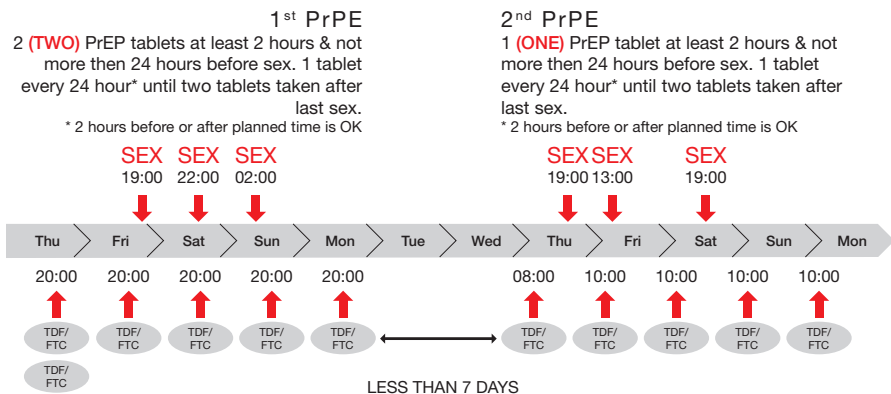 1st PrPE
2 (TWO) PrEP tablets at least 2 hours & not
more then 24 hours before sex. 1 tablet
every 24 hour* until two tablets taken after
last sex.
* 2 hours before or after planned time is OK
2nd PrPE
1 (ONE) PrEP tablet at least 2 hours & not
more then 24 hours before sex. 1 tablet
every 24 hour* until two tablets taken after
last sex.
* 2 hours before or after planned time is OK
SEX SEX SEX SEX SEX SEX
19:00 22:00 02:00 19:00 13:00 19:00
Thu Fri Sat Sun Mon Tue Wed Thu Fri Sat Sun Mon
20:00 20:00 20:00 20:00 20:00 08:00 10:00 10:00 10:00 10:00
TDF/ TDF/ TDF/ TDF/ TDF/ TDF/ TDF/ TDF/ TDF/ TDF/
FTC FTC FTC FTC FTC FTC FTC FTC FTC FTC
TDF/
FTC
LESS THAN 7 DAYS